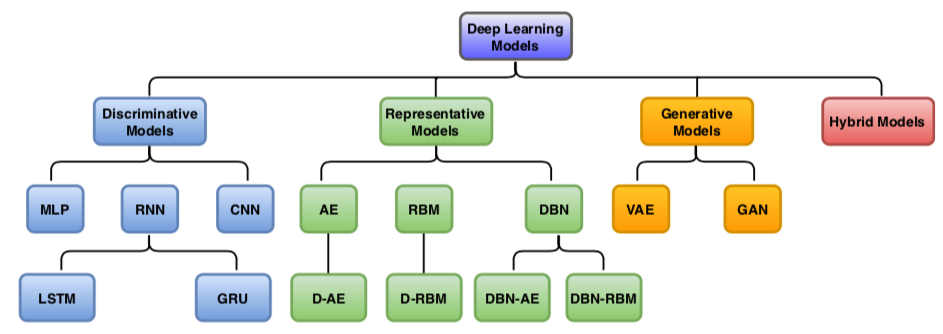 Deep Learning
Models
Discriminative
Models
Representative
Models
Generative
Models
Hybrid Models
MLP
RNN
CNN
AE
RBM
DBN
VAE
GAN
LSTM
GRU
D-AE
D-RBM
DBN-AE
DBN-RBM